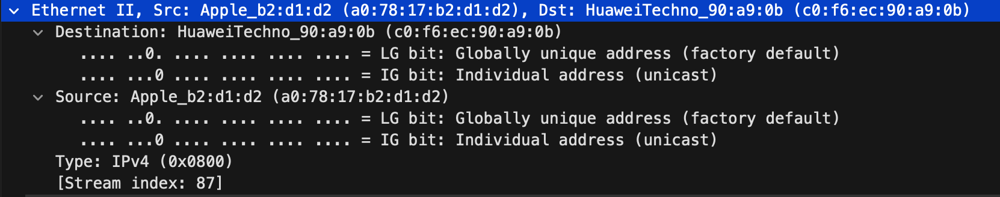 Ethernet II, Src: Apple_b2:d1:d2 (a0:78:17:b2:d1:d2), Dst: HuaweiTechno_90:a9:0b (c0:f6:ec:90:a9:0b)
Destination: HuaweiTechno_90:a9:0b (c0:f6:ec:90:a9:0b)
.... ..0. .... .... .... .... = LG bit: Globally unique address (factory default)
.... ...0 .... .... .... .... = IG bit: Individual address (unicast)
Source: Apple_b2:d1:d2 (a0:78:17:b2:d1:d2)
.... ..0. .... .... .... .... = LG bit: Globally unique address (factory default)
.... ...0 .... .... .... .... = IG bit: Individual address (unicast)
Type: IPv4 (0x0800)
[Stream index: 87]